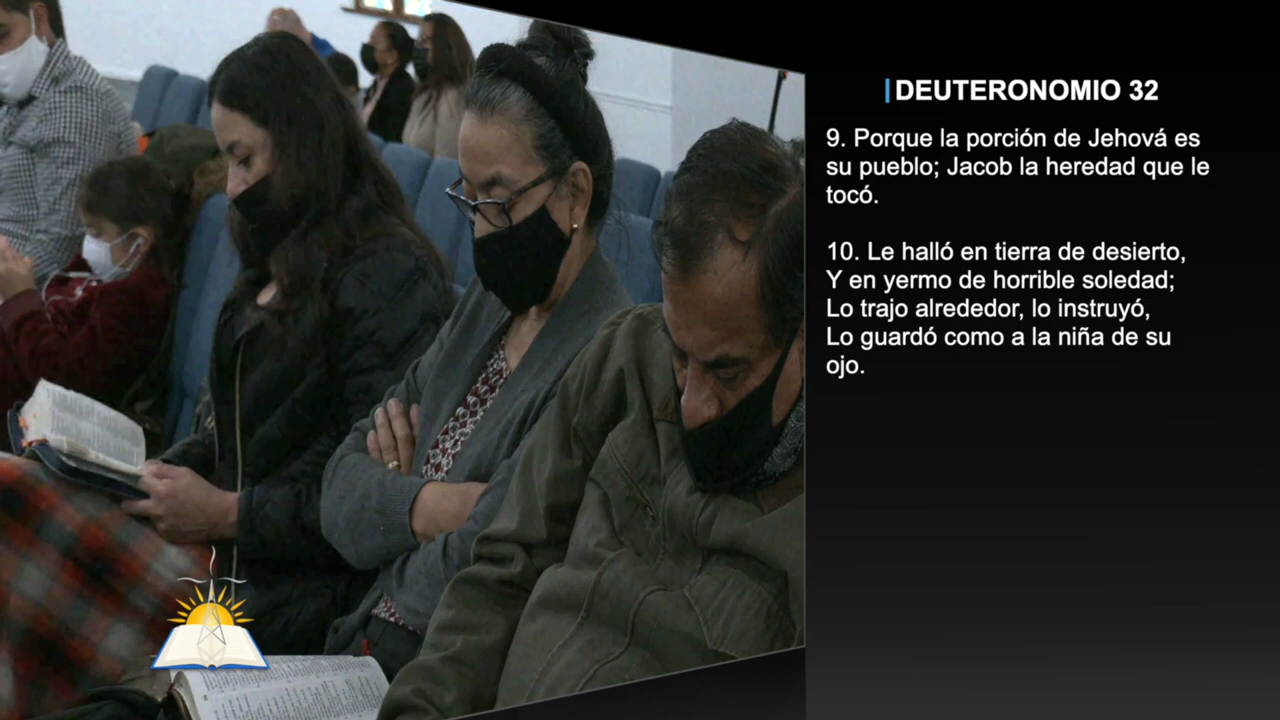 DEUTERONOMIO 32
9. Porque la porción de Jehová es
su pueblo; Jacob la heredad que le
tocó.
10. Le halló en tierra de desierto,
Y en yermo de horrible soledad;
Lo trajo alrededor, lo instruyó,
Lo guardó como a la niña de su
ojo.